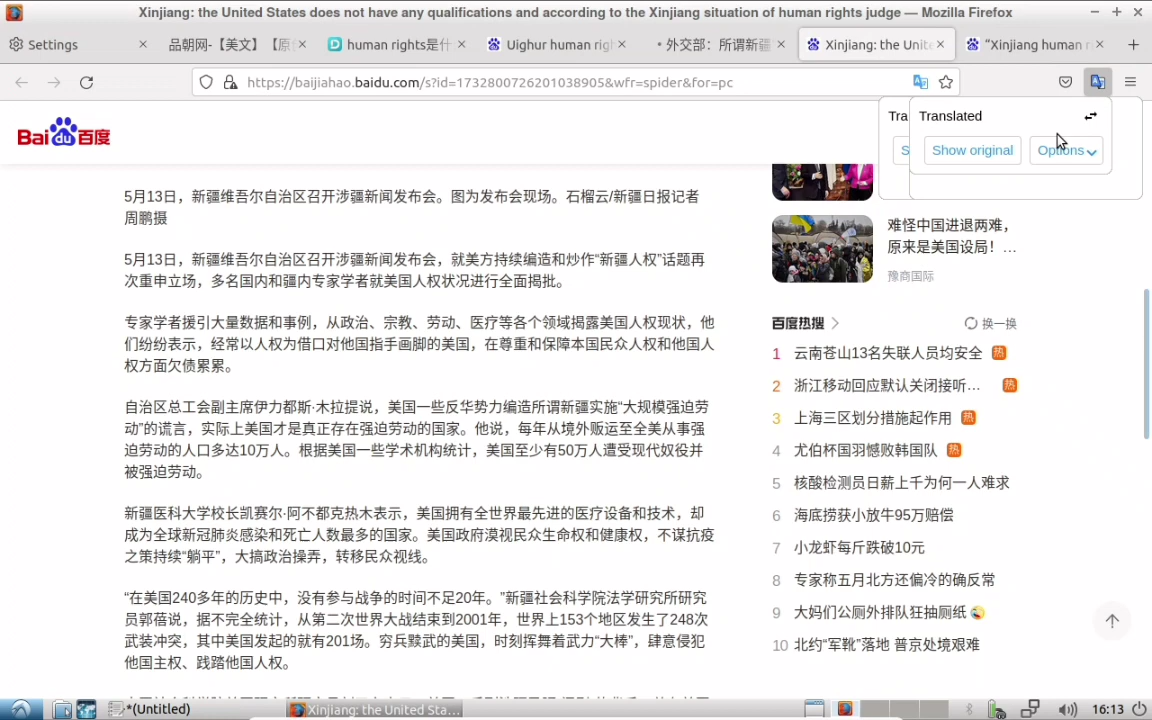 Xinjiang: the United States does not have any qualifications and according to the Xinjiang situation of human rights judge — Mozilla Firefox
Settings
品朝网-【美文】【原
human rights是什
Uighur human rig
• 外交部：所谓新疆
Xinjiang: the Unite
“Xinjiang human r
https://baijiahao.baidu.com/s?id=1732800726201038905&wfr=spider&for=pc
Tra
Translated
S
Show original
Options
Bai du 百度
5月13日，新疆维吾尔自治区召开涉疆新闻发布会。图为发布会现场。石榴云/新疆日报记者
周鹏摄
5月13日，新疆维吾尔自治区召开涉疆新闻发布会，就美方持续编造和炒作“新疆人权”话题再
次重申立场，多名国内和疆内专家学者就美国人权状况进行全面揭批。
专家学者援引大量数据和事例，从政治、宗教、劳动、医疗等各个领域揭露美国人权现状，他
们纷纷表示，经常以人权为借口对他国指手画脚的美国，在尊重和保障本国民众人权和他国人
权方面欠债累累。
自治区总工会副主席伊力都斯·木拉提说，美国一些反华势力编造所谓新疆实施“大规模强迫劳
动”的谎言，实际上美国才是真正存在强迫劳动的国家。他说，每年从境外贩运至全美从事强
迫劳动的人口多达10万人。根据美国一些学术机构统计，美国至少有50万人遭受现代奴役并
被强迫劳动。
新疆医科大学校长凯赛尔·阿不都克热木表示，美国拥有全世界最先进的医疗设备和技术，却
成为全球新冠肺炎感染和死亡人数最多的国家。美国政府漠视民众生命权和健康权，不谋抗疫
之策持续“躺平”，大搞政治操弄，转移民众视线。
“在美国240多年的历史中，没有参与战争的时间不足20年。”新疆社会科学院法学研究所研究
员郭蓓说，据不完全统计，从第二次世界大战结束到2001年，世界上153个地区发生了248次
武装冲突，其中美国发起的就有201场。穷兵黩武的美国，时刻挥舞着武力“大棒”，肆意侵犯
他国主权、践踏他国人权。
难怪中国进退两难，
原来是美国设局！...
豫商国际
百度热搜
换一换
1 云南苍山13名失联人员均安全 热
2 浙江移动回应默认关闭接听... 热
3 上海三区划分措施起作用 热
4 尤伯杯国羽憾败韩国队 热
5 核酸检测员日薪上千为何一人难求
6 海底捞获小放牛95万赔偿
7 小龙虾每斤跌破10元
8 专家称五月北方还偏冷的确反常
9 大妈们公厕外排队狂抽厕纸
10 北约“军靴”落地 普京处境艰难
*(Untitled)
Xinjiang: the United Sta...
16:13